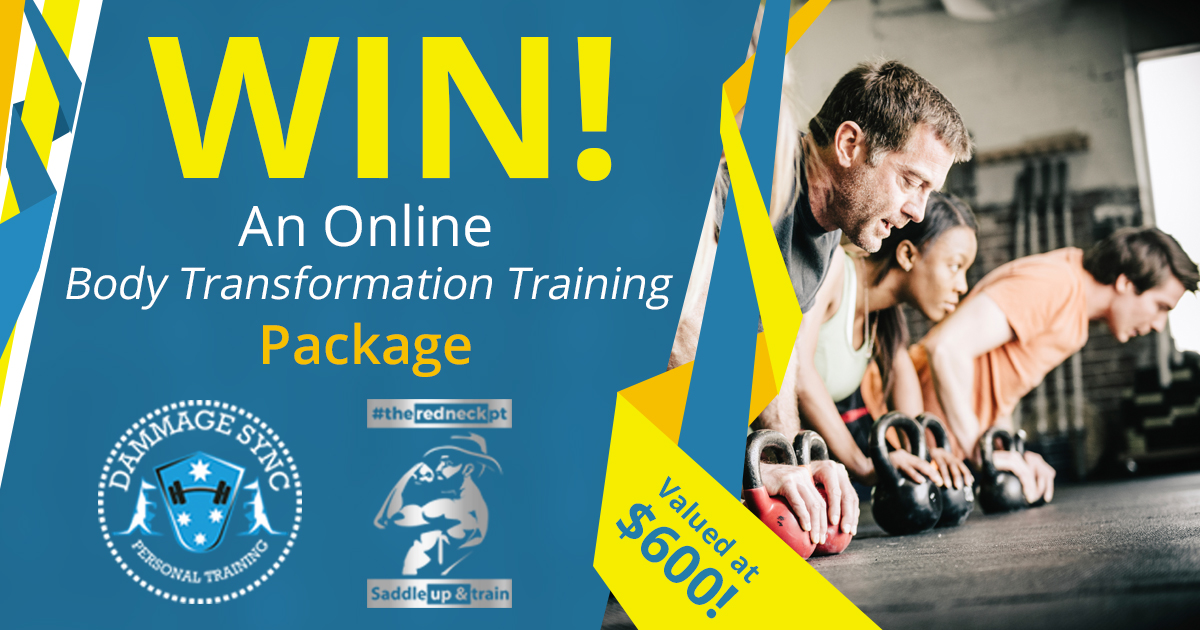 WIN!
An Online
Body Transformation Training
Package
DAMMAGE SYNC
PERSONAL TRAINING
#theredneckpt
Saddle up & train
Valued at
$600!